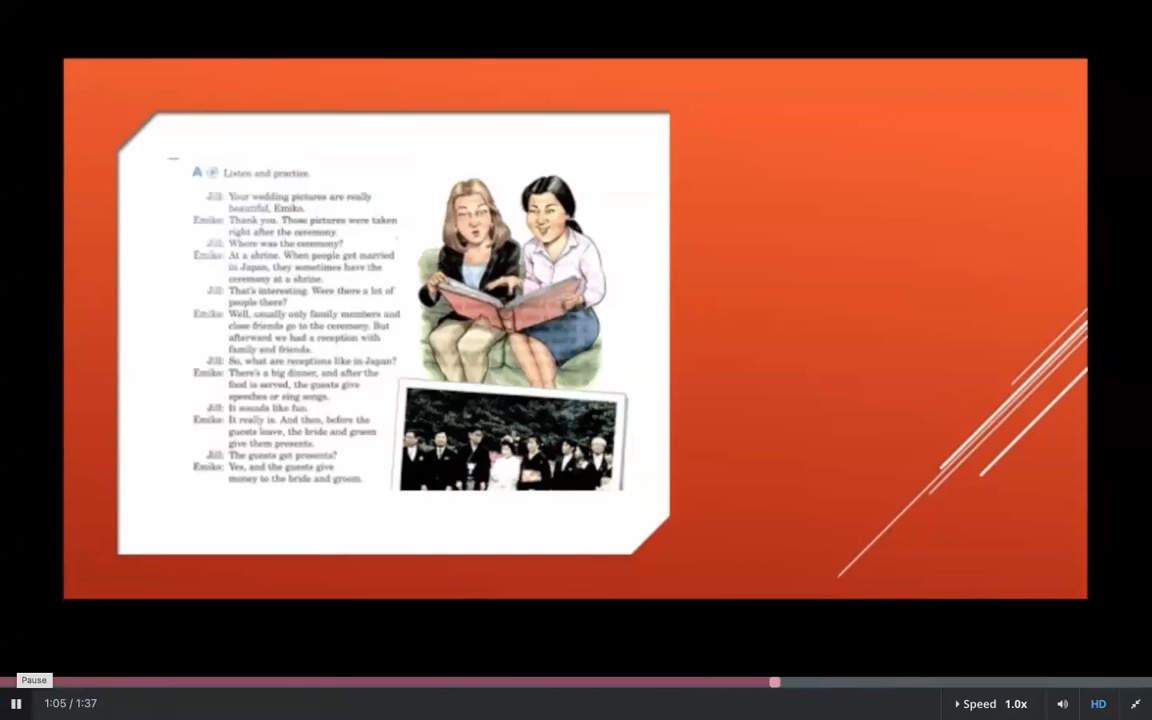 A Listen and practice.
Jill: Your wedding pictures are really
beautiful, Emiko.
Emiko: Thank you. Those pictures were taken
right after the ceremony.
Jill: Where was the ceremony?
Emiko: At a shrine. When people get married
in Japan, they sometimes have the
ceremony at a shrine.
Jill: That's interesting. Were there a lot of
people there?
Emiko: Well, usually only family members and
close friends go to the ceremony. But
afterward we had a reception with
family and friends.
Jill: So, what are receptions like in Japan?
Emiko: There's a big dinner, and after the
food is served, the guests give
speeches or sing songs.
Jill: It sounds like fun.
Emiko: It really is. And then, before the
guests leave, the bride and groom
give them presents.
Jill: The guests get presents?
Emiko: Yes, and the guests give
money to the bride and groom.
Pause
1:05 / 1:37
Speed 1.0x
HD